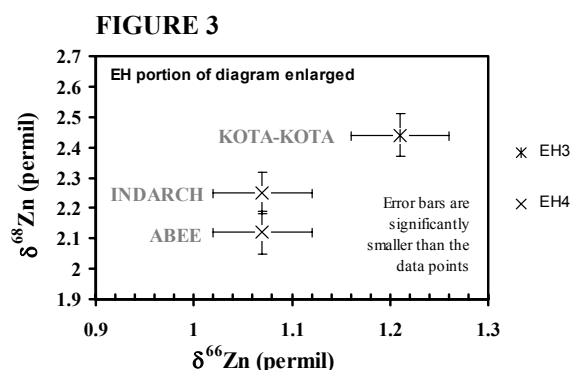 FIGURE 3
EH portion of diagram enlarged
δ68Zn (permil)
2.7
2.6
2.5
2.4
2.3
2.2
2.1
2
1.9
KOTA-KOTA
INDARCH
ABEE
Error bars are
significantly
smaller than the
data points
EH3
EH4
0.9 1 1.1 1.2 1.3
δ66Zn (permil)